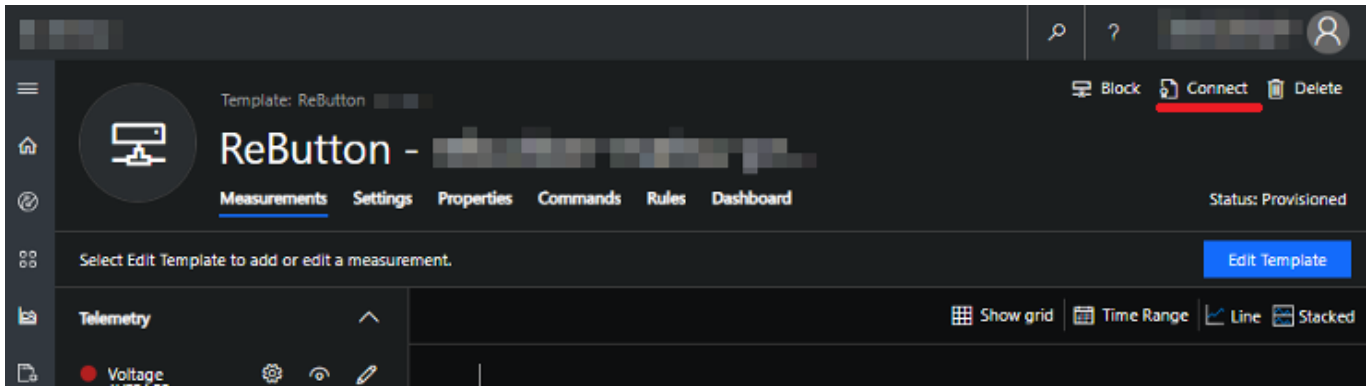 ?
Block Connect Delete
Template: ReButton
ReButton -
Measurements Settings Properties Commands Rules Dashboard
Status: Provisioned
Select Edit Template to add or edit a measurement.
Edit Template
Telemetry
Show grid Time Range Line Stacked
Voltage